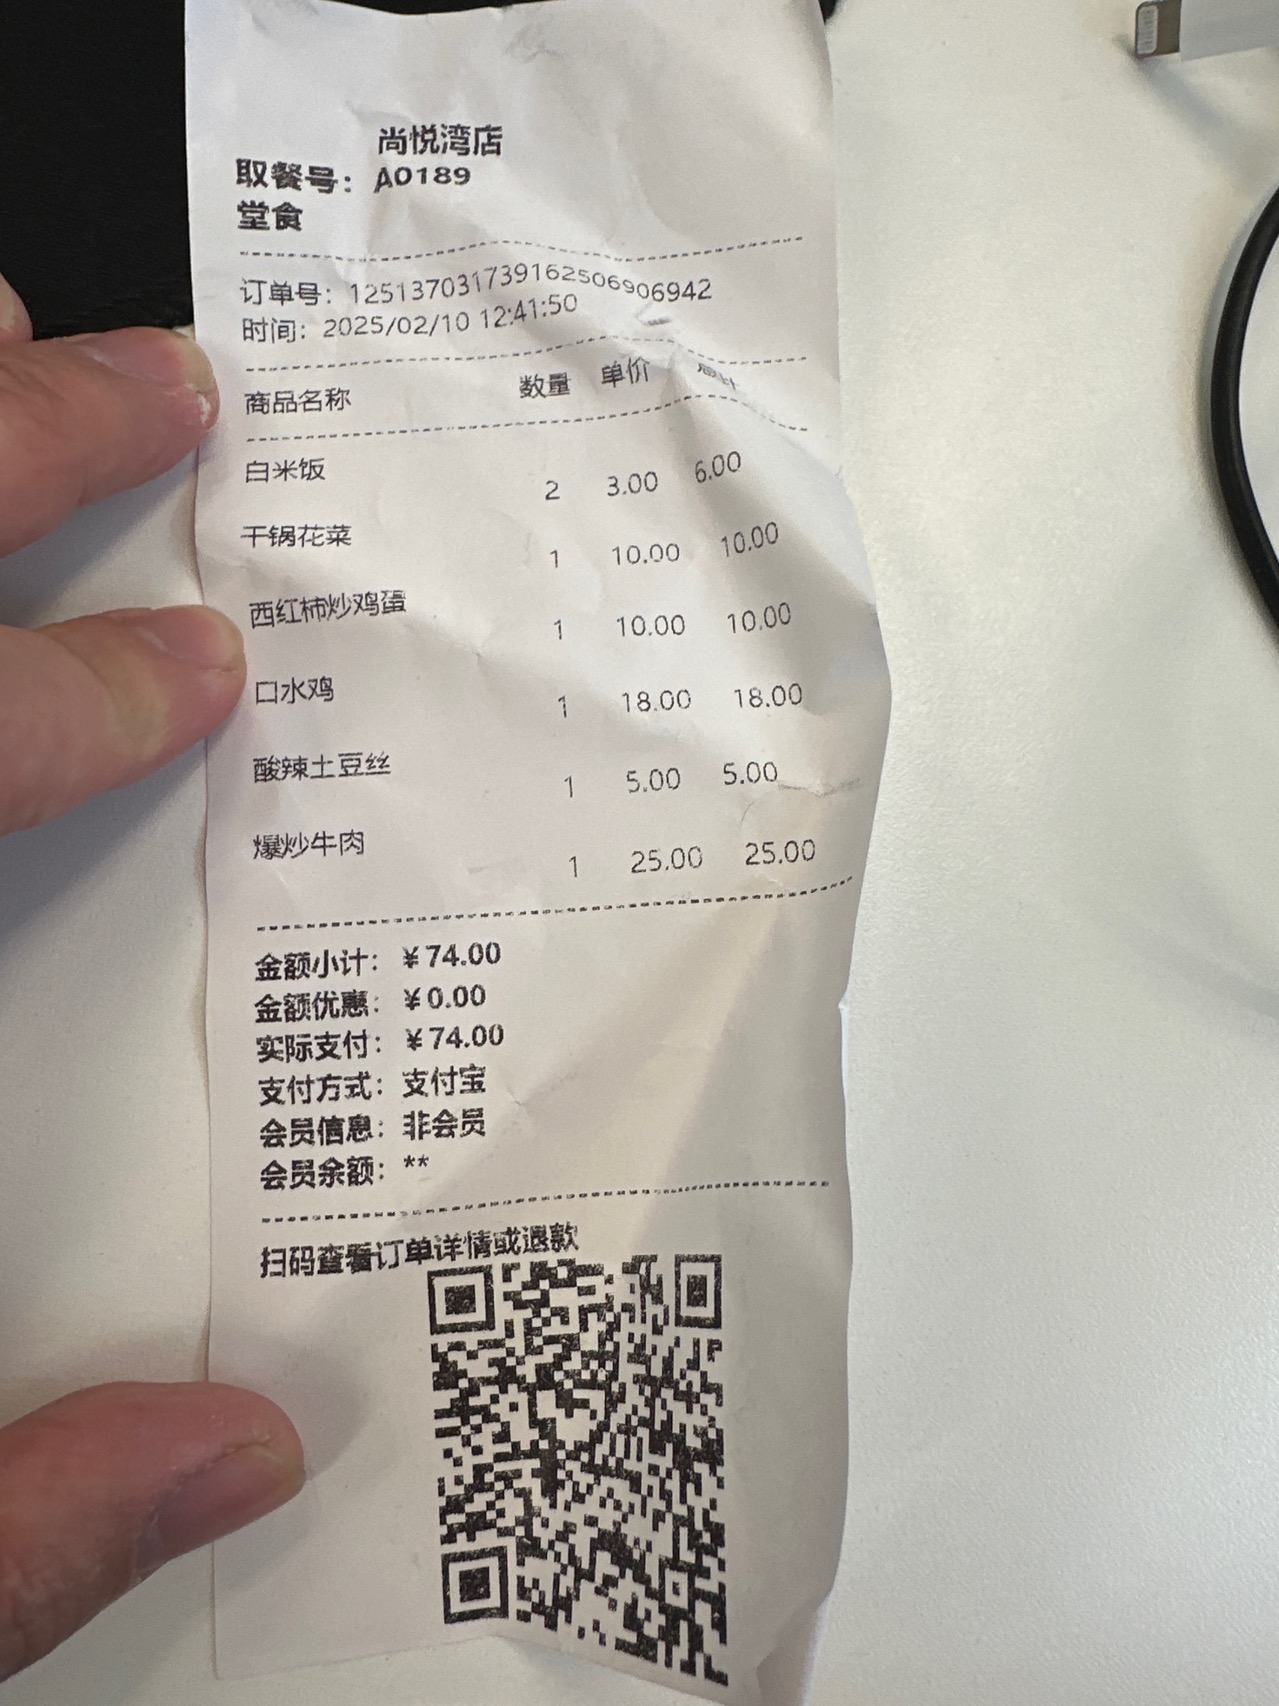 尚悦湾店
取餐号：A0189
堂食
订单号：125137031739162506906942
时间：2025/02/10 12:41:50
商品名称 数量 单价 总计
白米饭 2 3.00 6.00
干锅花菜 1 10.00 10.00
西红柿炒鸡蛋 1 10.00 10.00
口水鸡 1 18.00 18.00
酸辣土豆丝 1 5.00 5.00
爆炒牛肉 1 25.00 25.00
金额小计：￥74.00
金额优惠：￥0.00
实际支付：￥74.00
支付方式：支付宝
会员信息：非会员
会员余额：**
扫码查看订单详情或退款